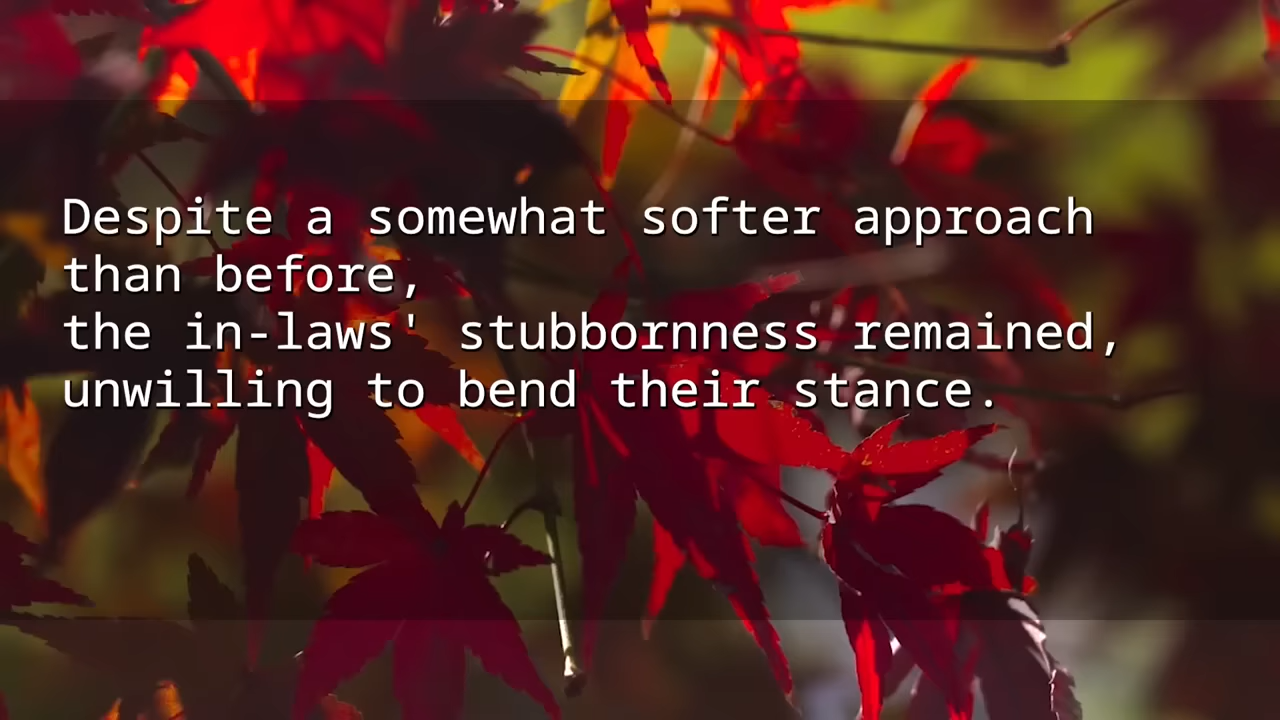 Despite a somewhat softer approach
than before,
the in-laws' stubbornness remained,
unwilling to bend their stance.